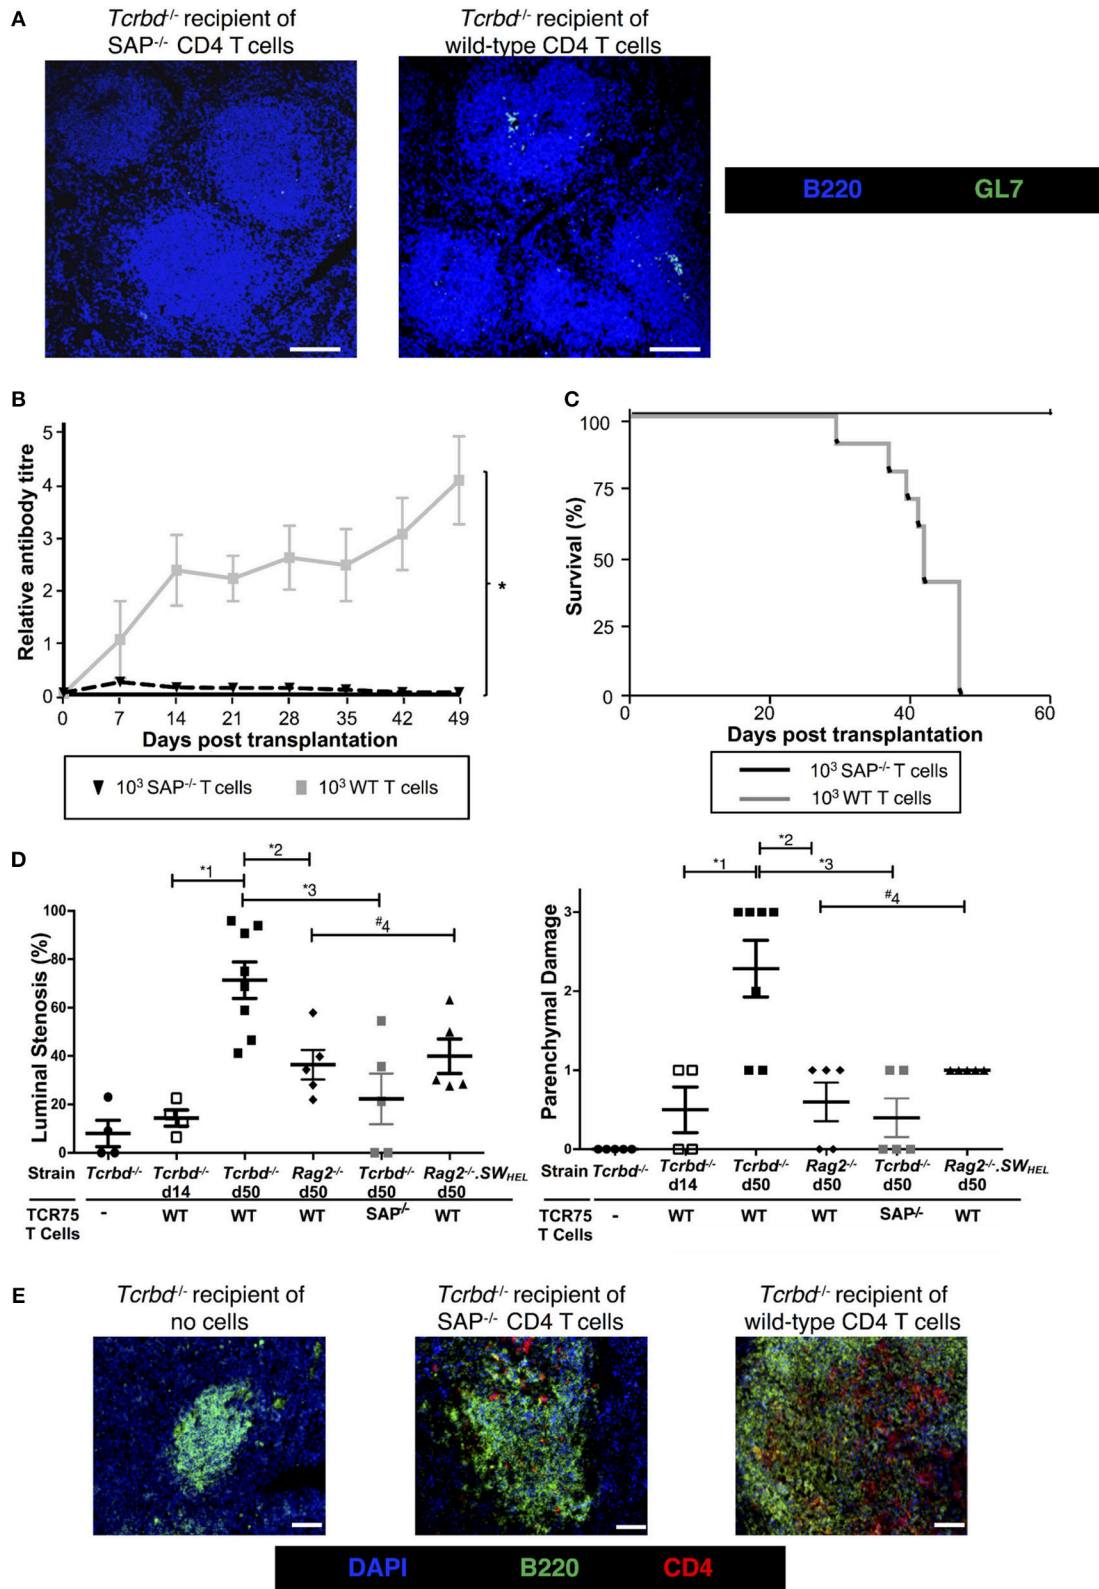 A
Tcrbd-/- recipient of
SAP-/- CD4 T cells
Tcrbd-/- recipient of
wild-type CD4 T cells
B220 GL7
B
Relative antibody titre
5
4
3
2
1
0
0 7 14 21 28 35 42 49
Days post transplantation
*
10³ SAP-/- T cells
10³ WT T cells
C
Survival (%)
100
75
50
25
0
0 20 40 60
Days post transplantation
10³ SAP-/- T cells
10³ WT T cells
D
*1
*2
*3
#4
Luminal Stenosis (%)
100
80
60
40
20
0
Strain Tcrbd-/- Tcrbd-/- Tcrbd-/- Rag2-/- Tcrbd-/- Rag2-/-.SWHEL
d14 d50 d50 d50 d50
TCR75 - WT WT WT SAP-/- WT
T Cells
*1
*2
*3
#4
Parenchymal Damage
3
2
1
0
Strain Tcrbd-/- Tcrbd-/- Tcrbd-/- Rag2-/- Tcrbd-/- Rag2-/-.SWHEL
d14 d50 d50 d50 d50
TCR75 - WT WT WT SAP-/- WT
T Cells
E
Tcrbd-/- recipient of
no cells
Tcrbd-/- recipient of
SAP-/- CD4 T cells
Tcrbd-/- recipient of
wild-type CD4 T cells
DAPI B220 CD4